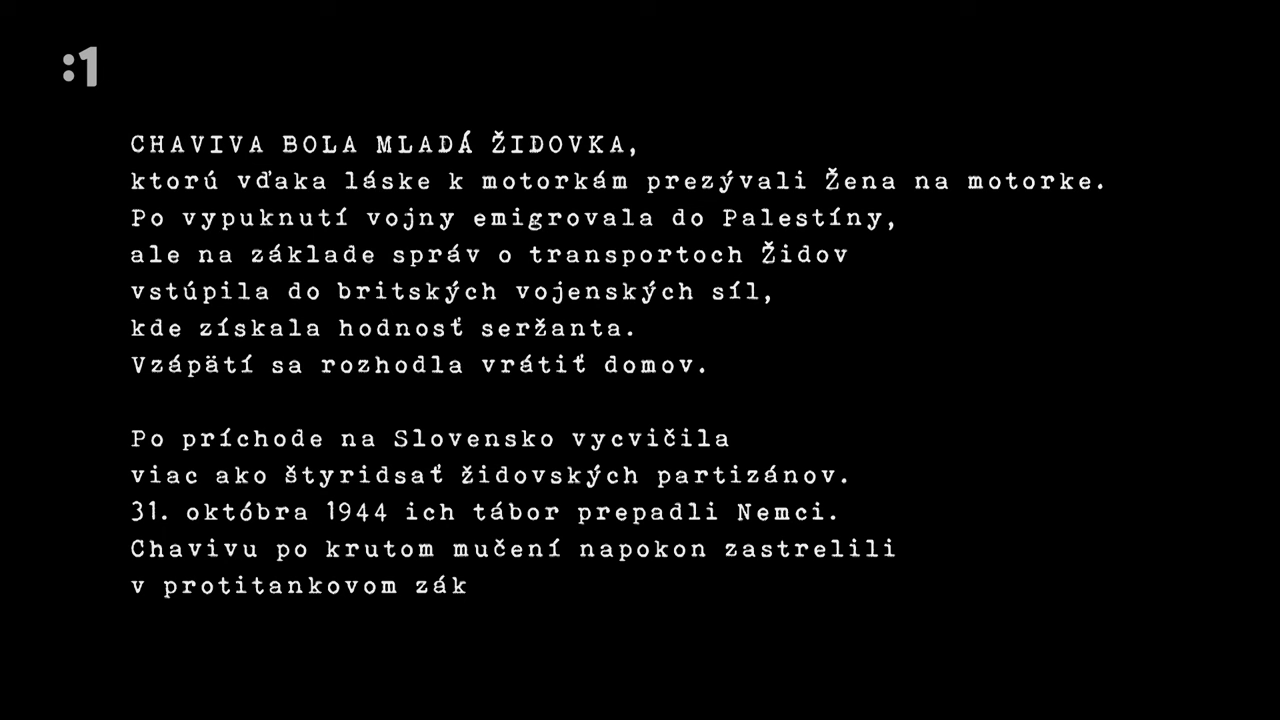 :1
CHAVIVA BOLA MLADÁ ŽIDOVKA,
ktorú vďaka láske k motorkám prezývali Žena na motorke.
Po vypuknutí vojny emigrovala do Palestíny,
ale na základe správ o transportoch Židov
vstúpila do britských vojenských síl,
kde získala hodnosť seržanta.
Vzápätí sa rozhodla vrátiť domov.
Po príchode na Slovensko vycvičila
viac ako štyridsať židovských partizánov.
31. októbra 1944 ich tábor prepadli Nemci.
Chavivu po krutom mučení napokon zastrelili
v protitankovom zák